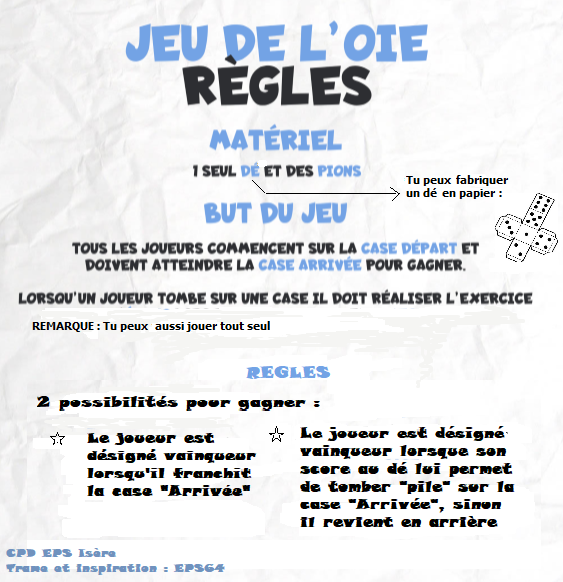 JEU DE L'OIE
RÈGLES
MATÉRIEL
1 SEUL DÉ ET DES PIONS
Tu peux fabriquer
un dé en papier :
BUT DU JEU
TOUS LES JOUEURS COMMENCENT SUR LA CASE DÉPART ET
DOIVENT ATTEINDRE LA CASE ARRIVÉE POUR GAGNER.
LORSQU'UN JOUEUR TOMBE SUR UNE CASE IL DOIT RÉALISER L'EXERCICE
REMARQUE : Tu peux aussi jouer tout seul
REGLES
2 possibilités pour gagner :
Le joueur est
désigné vainqueur
lorsqu'il franchit
la case "Arrivée"
Le joueur est désigné
vainqueur lorsque son
score au dé lui permet
de tomber "pile" sur la
case "Arrivée", sinon
il revient en arrière
CPD EPS Isère
Trame et inspiration : EPS64